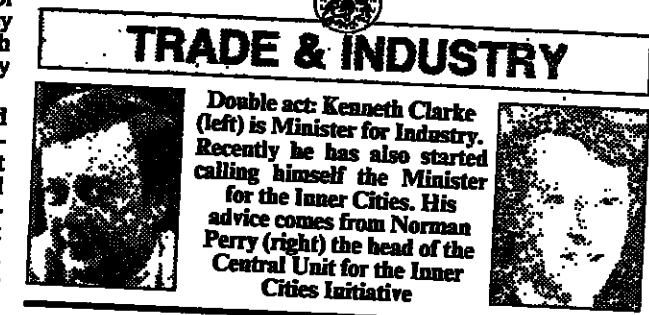 y
h
y
TRADE & INDUSTRY
d
Double act: Kenneth Clarke
(left) is Minister for Industry.
Recently he has also started
calling himself the Minister
for the Inner Cities. His
advice comes from Norman
Perry (right) the head of the
Central Unit for the Inner
Cities Initiative